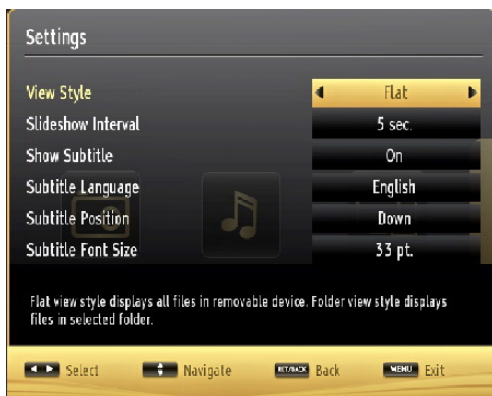 Settings
View Style Flat
Slideshow Interval 5 sec.
Show Subtitle On
Subtitle Language English
Subtitle Position Down
Subtitle Font Size 33 pt.
Flat view style displays all files in removable device. Folder view style displays
files in selected folder.
Select Navigate RET/BACK Back MENU Exit